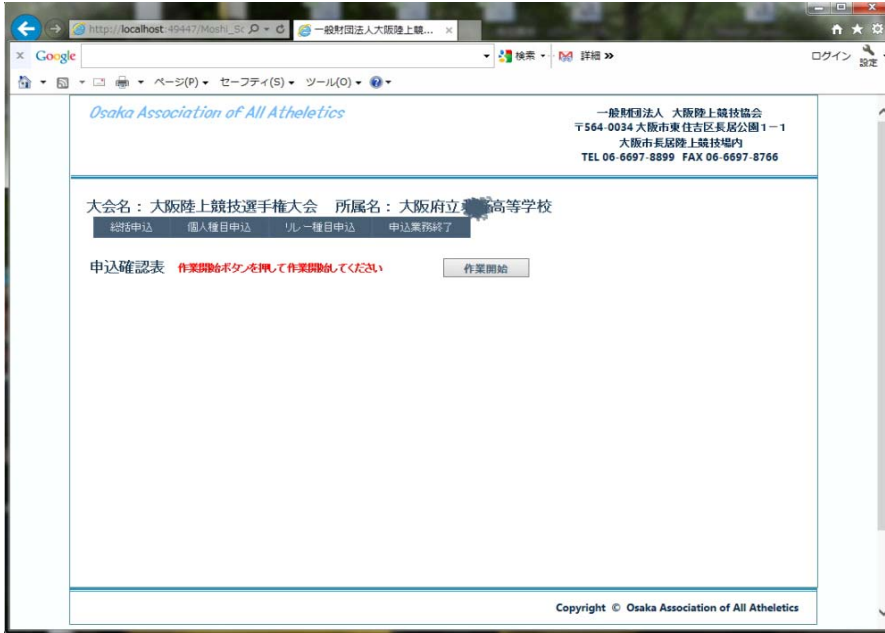 http://localhost:49447/Moshi_Sc
一般財団法人大阪陸上競...
× Google
検索
詳細 »
ログイン
設定
ページ(P) セーフティ(S) ツール(O)
Osaka Association of All Atheletics
一般財団法人 大阪陸上競技協会
〒564-0034 大阪市東住吉区長居公園1-1
大阪市長居陸上競技場内
TEL 06-6697-8899 FAX 06-6697-8766
大会名：大阪陸上競技選手権大会 所属名：大阪府立 高等学校
総括申込 個人種目申込 リレー種目申込 申込業務終了
申込確認表 作業開始ボタンを押して作業開始してください 作業開始
Copyright © Osaka Association of All Atheletics